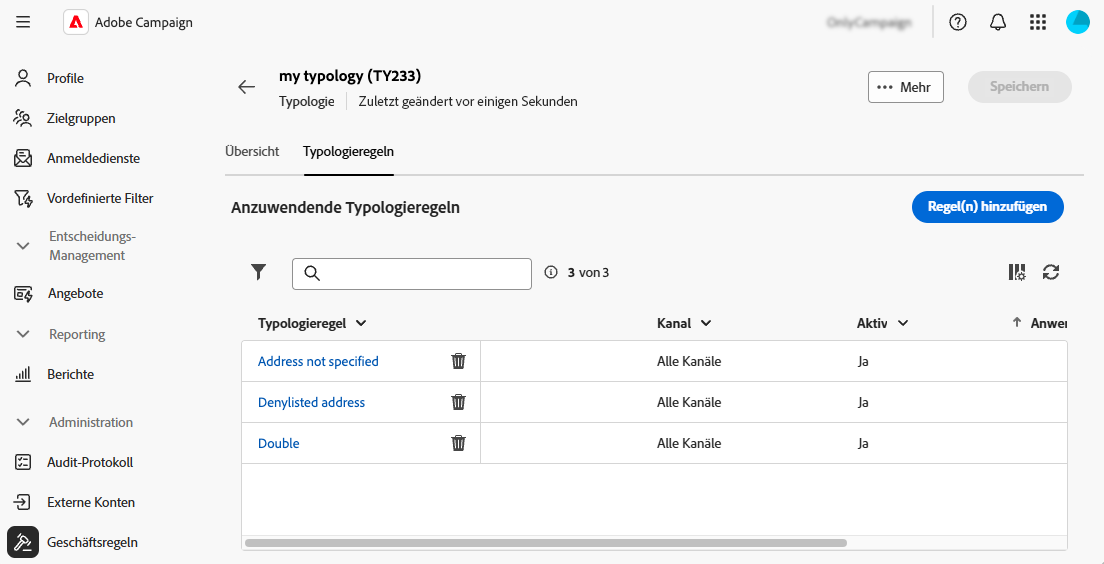 Adobe Campaign
Profile
Zielgruppen
Anmeldedienste
Vordefinierte Filter
Entscheidungs-
Management
Angebote
Reporting
Berichte
Administration
Audit-Protokoll
Externe Konten
Geschäftsregeln
my typology (TY233)
Typologie
Zuletzt geändert vor einigen Sekunden
Mehr
Speichern
Übersicht
Typologieregeln
Anzuwendende Typologieregeln
Regel(n) hinzufügen
3 von 3
Typologieregel
Kanal
Aktiv
Anwer
Address not specified
Alle Kanäle
Ja
Denylisted address
Alle Kanäle
Ja
Double
Alle Kanäle
Ja